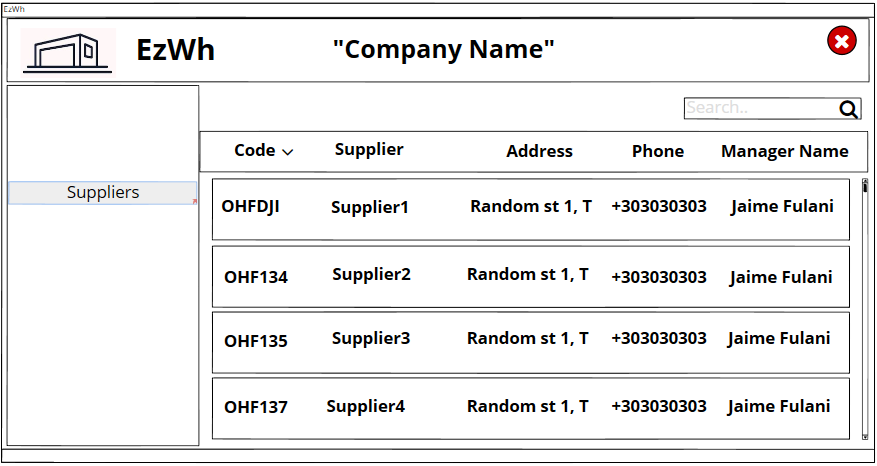 EzWh
EzWh "Company Name"
Search..
Suppliers
Code Supplier Address Phone Manager Name
OHFDJI Supplier1 Random st 1, T +303030303 Jaime Fulani
OHF134 Supplier2 Random st 1, T +303030303 Jaime Fulani
OHF135 Supplier3 Random st 1, T +303030303 Jaime Fulani
OHF137 Supplier4 Random st 1, T +303030303 Jaime Fulani